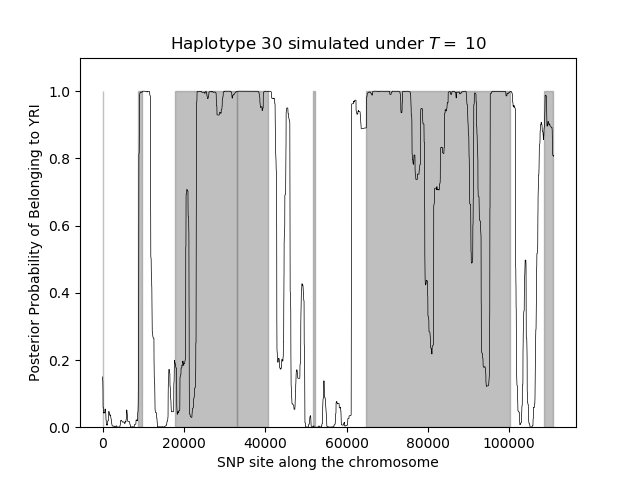 Haplotype 30 simulated under T = 10
Posterior Probability of Belonging to YRI
1.0
0.8
0.6
0.4
0.2
0.0
0 20000 40000 60000 80000 100000
SNP site along the chromosome